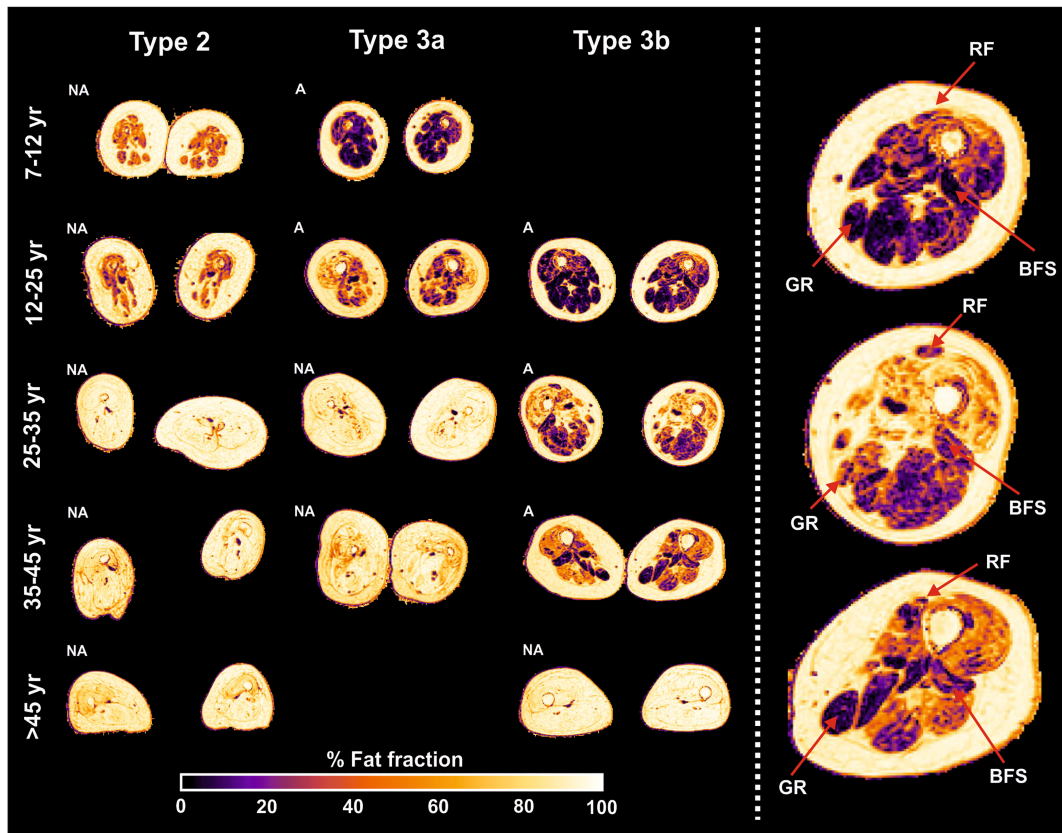 Type 2 Type 3a Type 3b
7-12 yr
NA A
12-25 yr
NA A A
25-35 yr
NA NA A
35-45 yr
NA NA A
>45 yr
NA NA
% Fat fraction
0 20 40 60 80 100
RF
GR
BFS
RF
GR
BFS
RF
GR
BFS